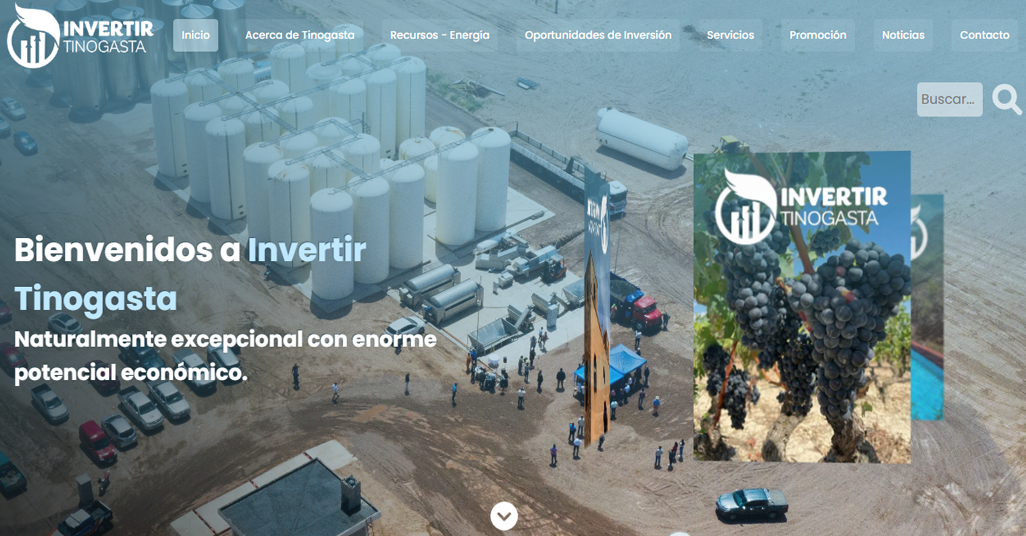 INVERTIR
TINOGASTA
Inicio
Acerca de Tinogasta
Recursos - Energía
Oportunidades de Inversión
Servicios
Promoción
Noticias
Contacto
Buscar...
INVERTIR
TINOGASTA
Bienvenidos a Invertir
Tinogasta
Naturalmente excepcional con enorme
potencial económico.